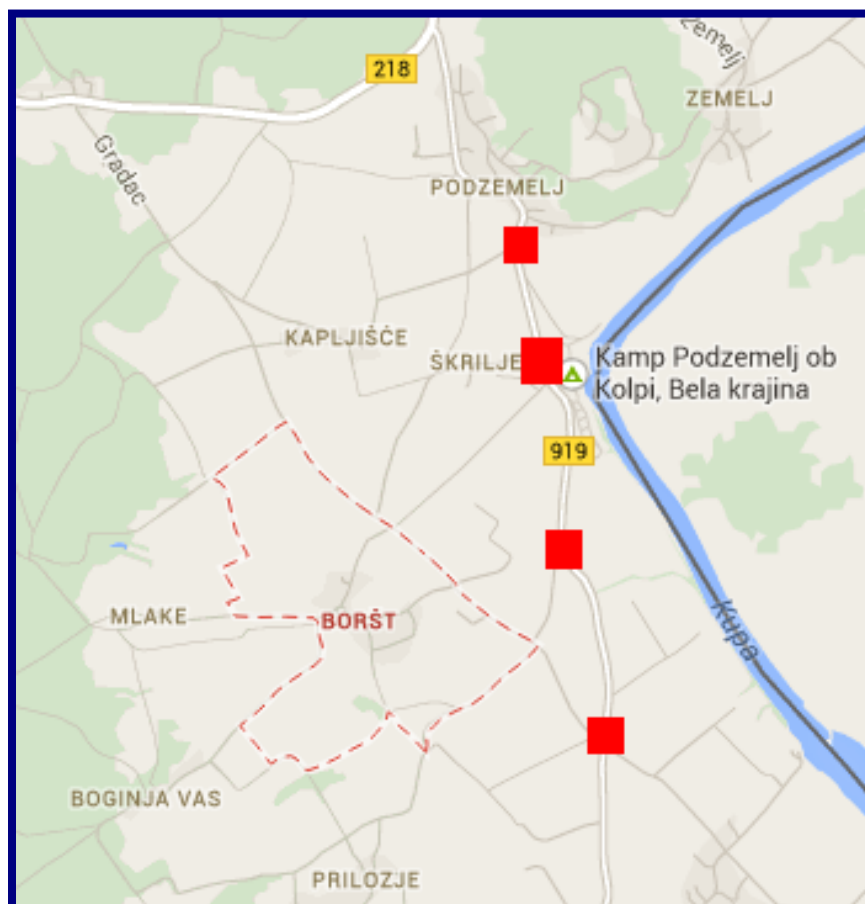 Zemelj
218
ZEMELJ
Gradac
PODZEMELJ
KAPLJIŠČE
ŠKRILJE
Kamp Podzemelj ob
Kolpi, Bela krajina
919
MLAKE
BORŠT
Kupa
BOGINJA VAS
PRILOZJE